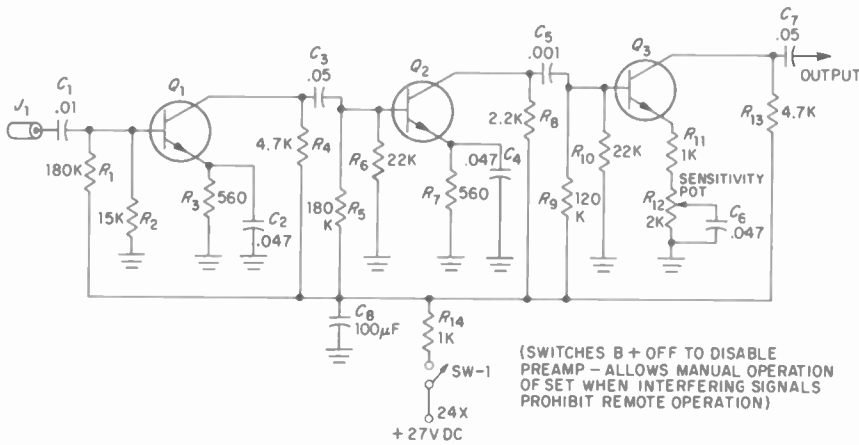 J1
C1
.01
180K R1
15K R2
Q1
R3 560
C2
.047
4.7K R4
C3
.05
180
K
R5
R6 22K
Q2
R7 560
.047 C4
2.2K R8
C5
.001
R9 120
K
R10 22K
Q3
R11
1K
SENSITIVITY
POT
R12
2K
C6
.047
R13 4.7K
C7
.05
OUTPUT
C8
100μF
R14
1K
SW-1
24X
+27V DC
(SWITCHES B + OFF TO DISABLE
PREAMP – ALLOWS MANUAL OPERATION
OF SET WHEN INTERFERING SIGNALS
PROHIBIT REMOTE OPERATION)